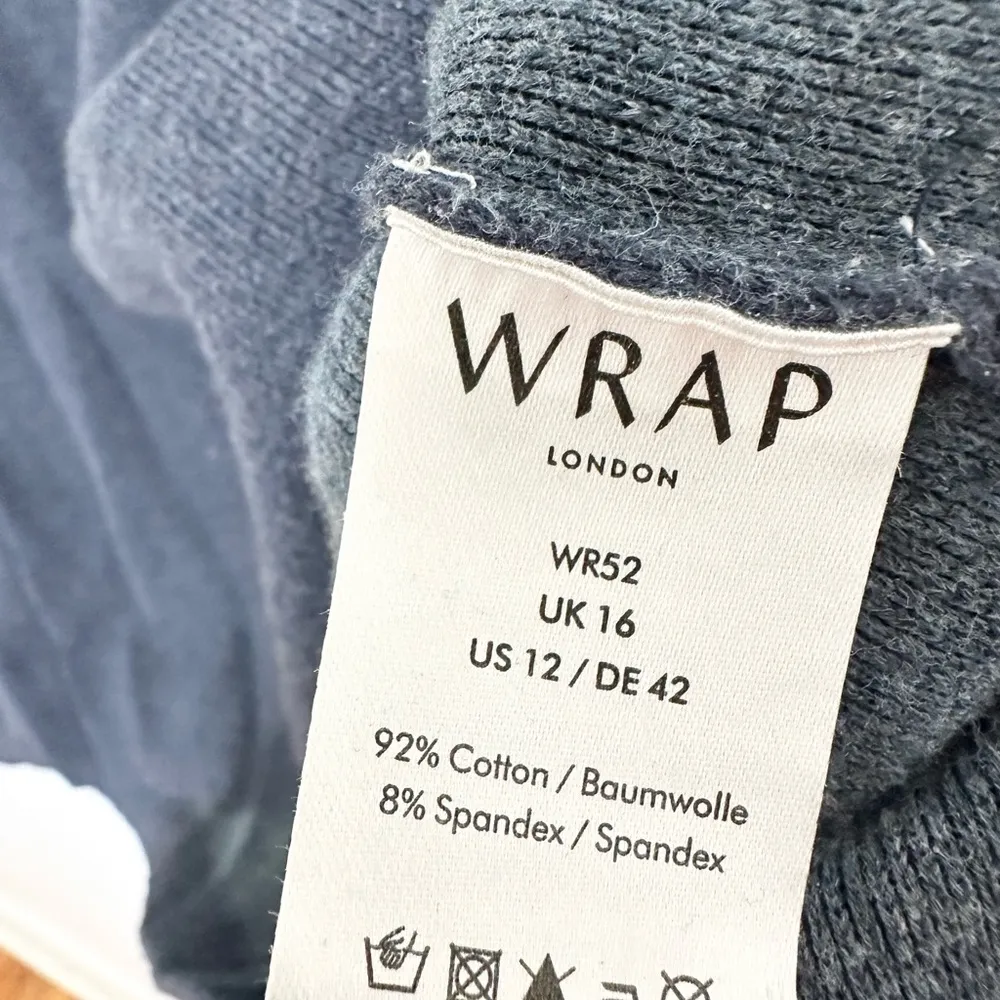 WRAP
LONDON
WR52
UK 16
US 12 / DE 42
92% Cotton / Baumwolle
8% Spandex / Spandex